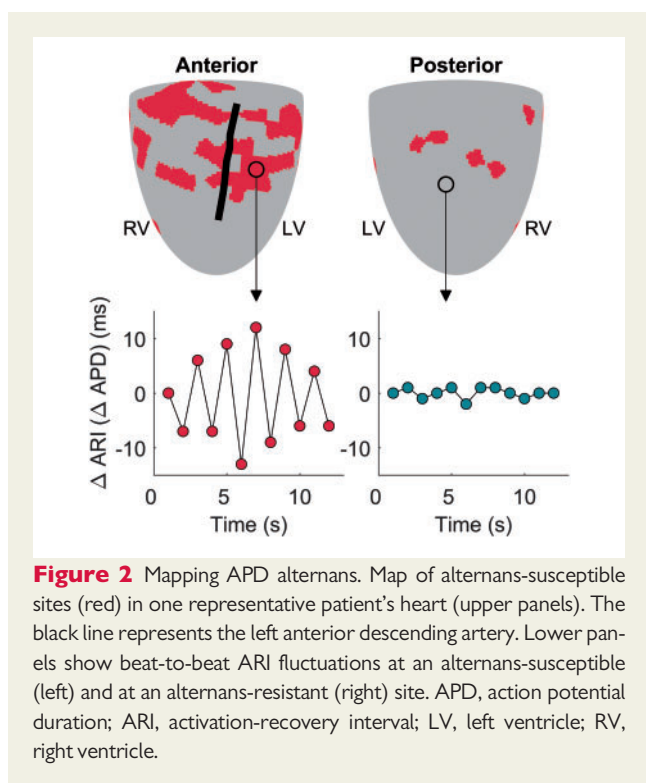 Anterior
Posterior
RV
LV
LV
RV
Δ ARI (Δ APD) (ms)
10
0
-10
0
5
10
Time (s)
10
0
-10
0
5
10
Time (s)
Figure 2 Mapping APD alternans. Map of alternans-susceptible
sites (red) in one representative patient's heart (upper panels). The
black line represents the left anterior descending artery. Lower pan-
els show beat-to-beat ARI fluctuations at an alternans-susceptible
(left) and at an alternans-resistant (right) site. APD, action potential
duration; ARI, activation-recovery interval; LV, left ventricle; RV,
right ventricle.